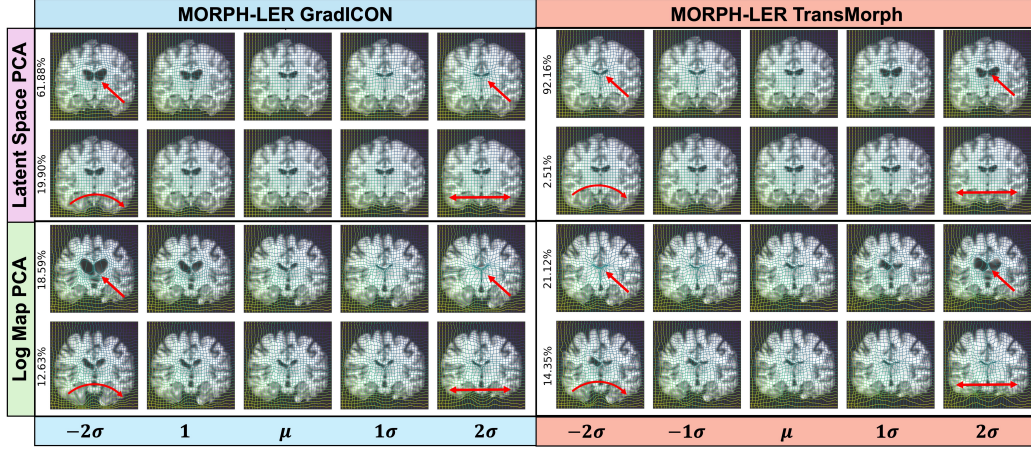 MORPH-LER GradICON
MORPH-LER TransMorph
Latent Space PCA
61.88%
92.16%
19.90%
2.51%
Log Map PCA
18.59%
21.12%
12.63%
14.35%
−2σ 1 μ 1σ 2σ
−2σ −1σ μ 1σ 2σ